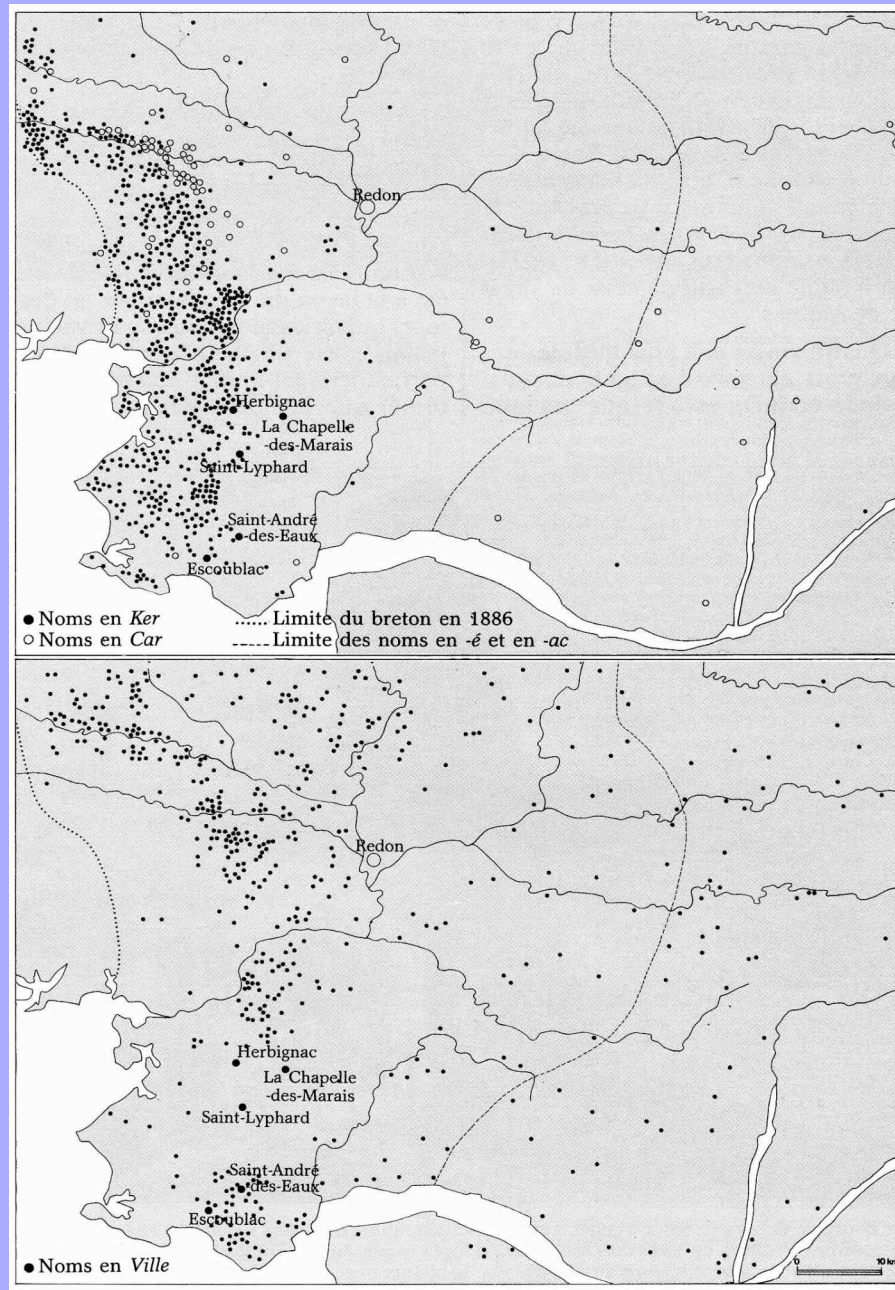 Redon
Herbignac
La Chapelle
-des-Marais
Saint-Lyphard
Saint-André
-des-Eaux
Escoublac
● Noms en Ker ...... Limite du breton en 1886
○ Noms en Car ----- Limite des noms en -é et en -ac
Redon
Herbignac
La Chapelle
-des-Marais
Saint-Lyphard
Saint-André
-des-Eaux
Escoublac
● Noms en Ville
0 10 km